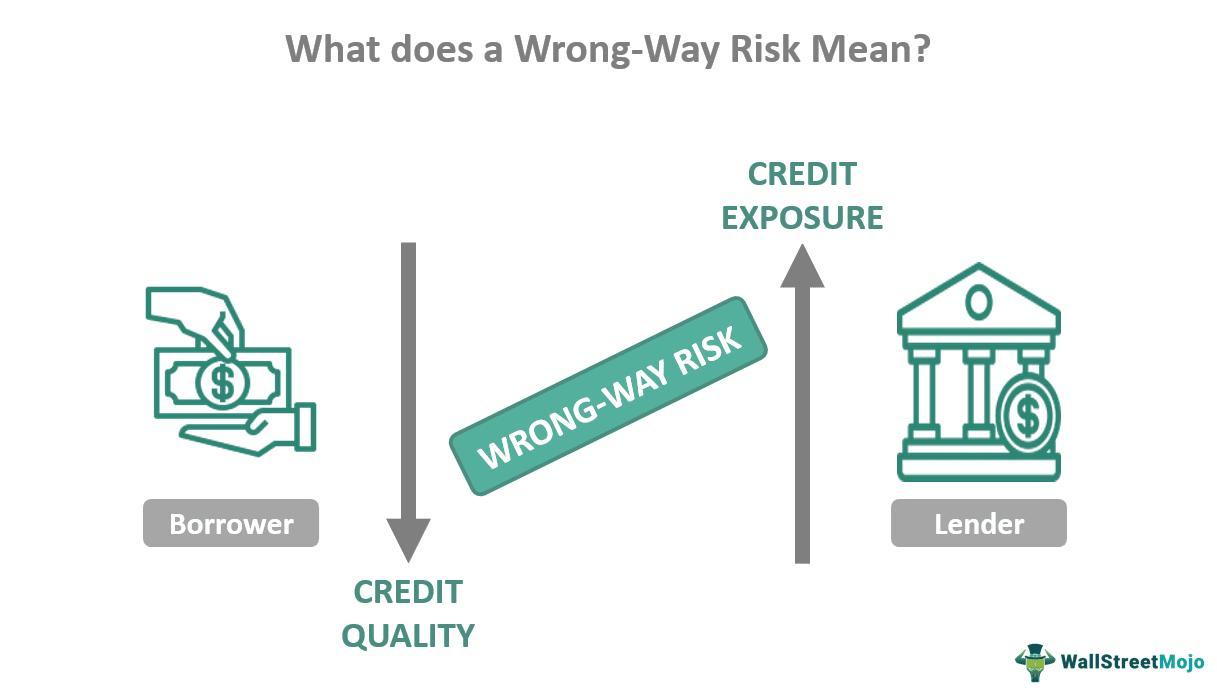 What does a Wrong-Way Risk Mean?
CREDIT
EXPOSURE
WRONG-WAY RISK
$
$
Borrower
Lender
CREDIT
QUALITY
WallStreetMojo